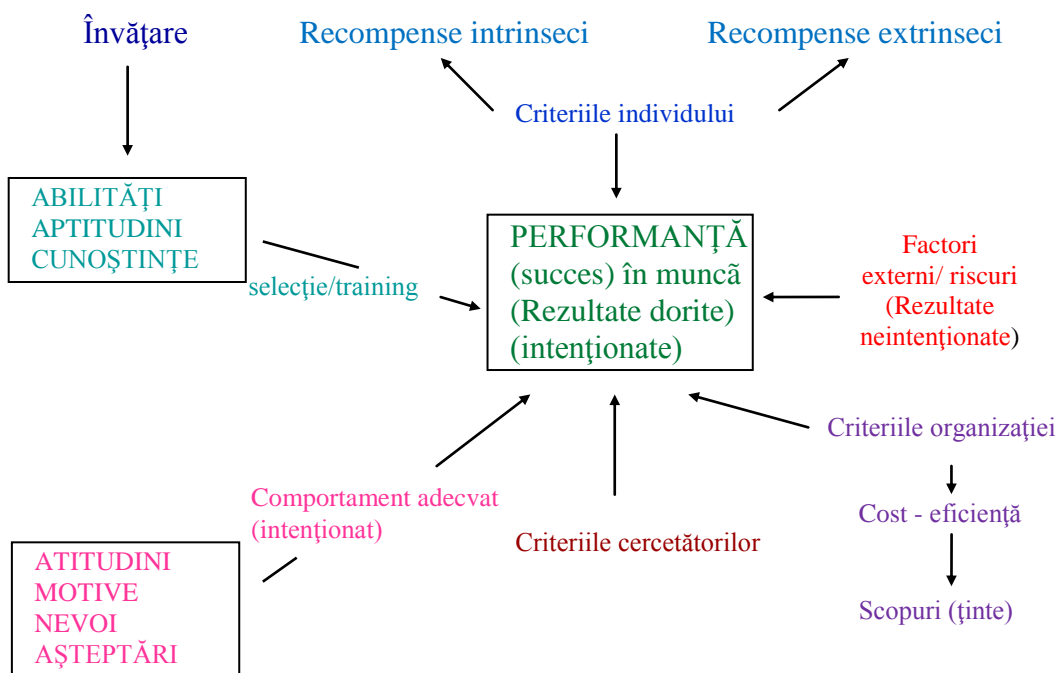 Învăţare
Recompense intrinseci
Recompense extrinseci
Criteriile individului
ABILITĂŢI
APTITUDINI
CUNOŞTINŢE
selecţie/training
PERFORMANŢĂ
(succes) în muncã
(Rezultate dorite)
(intenţionate)
Factori
externi/ riscuri
(Rezultate
neintenţionate)
Criteriile organizaţiei
Cost - eficienţă
Scopuri (ţinte)
Comportament adecvat
(intenţionat)
Criteriile cercetătorilor
ATITUDINI
MOTIVE
NEVOI
AŞTEPTĂRI